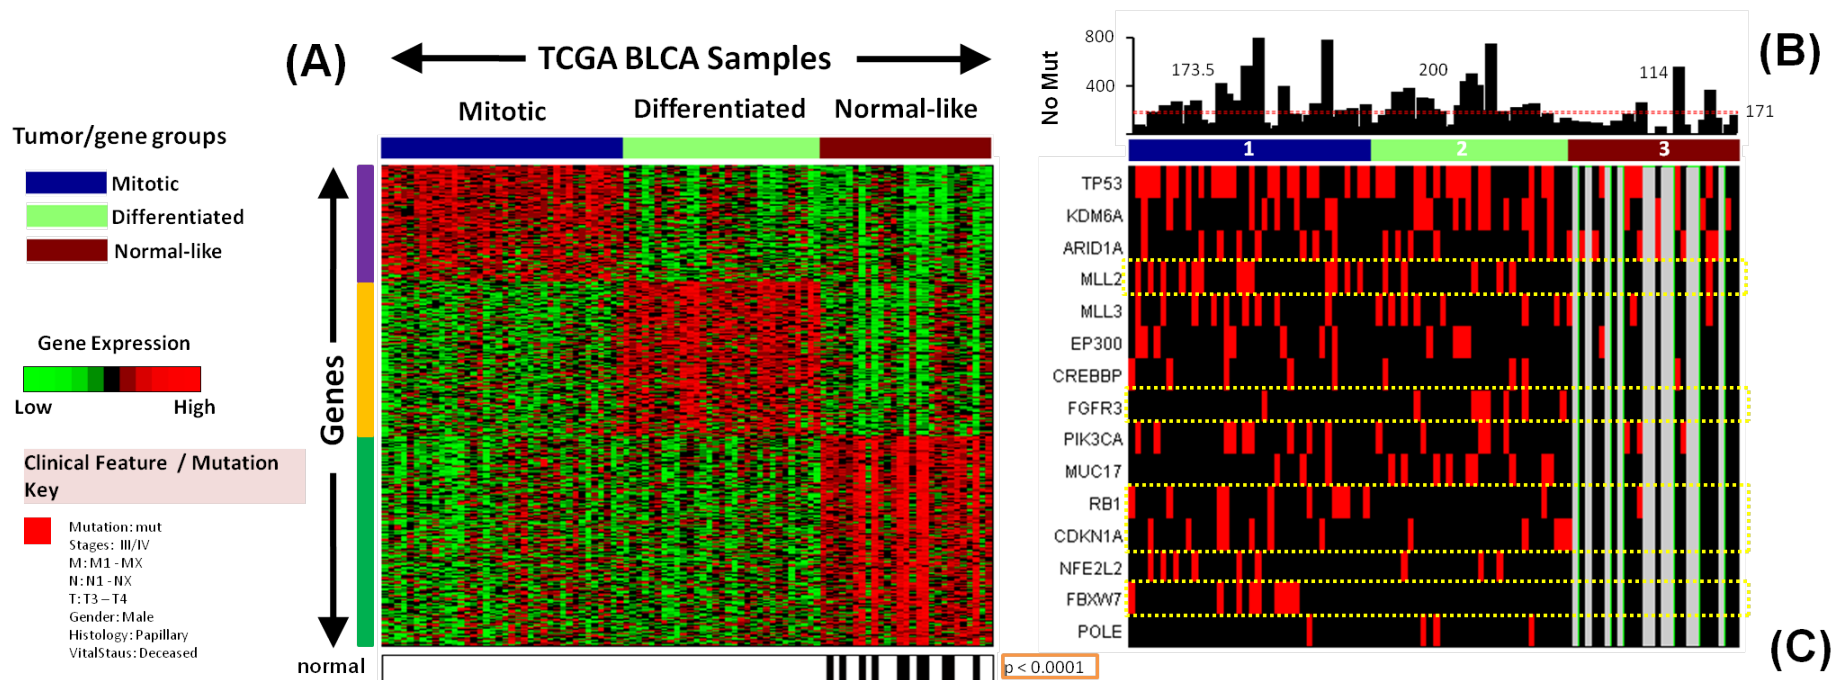 (A)
TCGA BLCA Samples
Mitotic
Differentiated
Normal-like
Tumor/gene groups
Mitotic
Differentiated
Normal-like
Gene Expression
Low
High
Clinical Feature / Mutation
Key
Mutation: mut
Stages: III/IV
M: M1 - MX
N: N1 - NX
T: T3 – T4
Gender: Male
Histology: Papillary
VitalStaus: Deceased
Genes
normal
p < 0.0001
(B)
No Mut
800
400
173.5
200
114
171
1
2
3
TP53
KDM6A
ARID1A
MLL2
MLL3
EP300
CREBBP
FGFR3
PIK3CA
MUC17
RB1
CDKN1A
NFE2L2
FBXW7
POLE
(C)